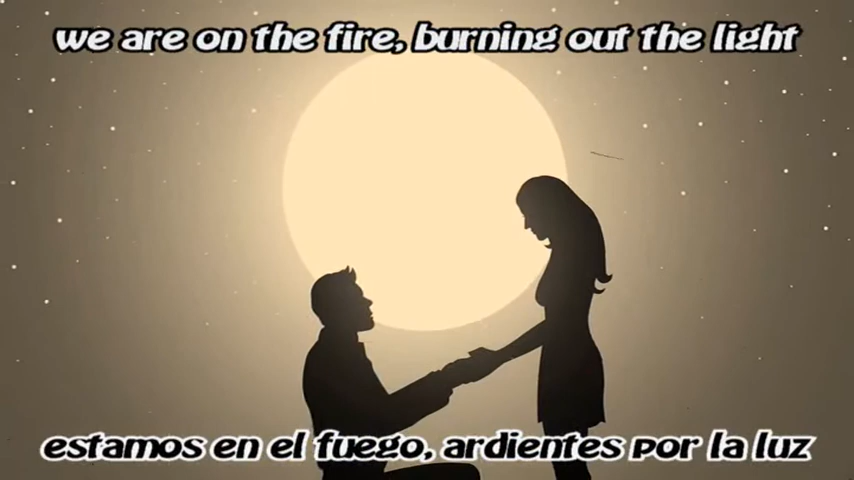 we are on the fire, burning out the light
estamos en el fuego, ardientes por la luz